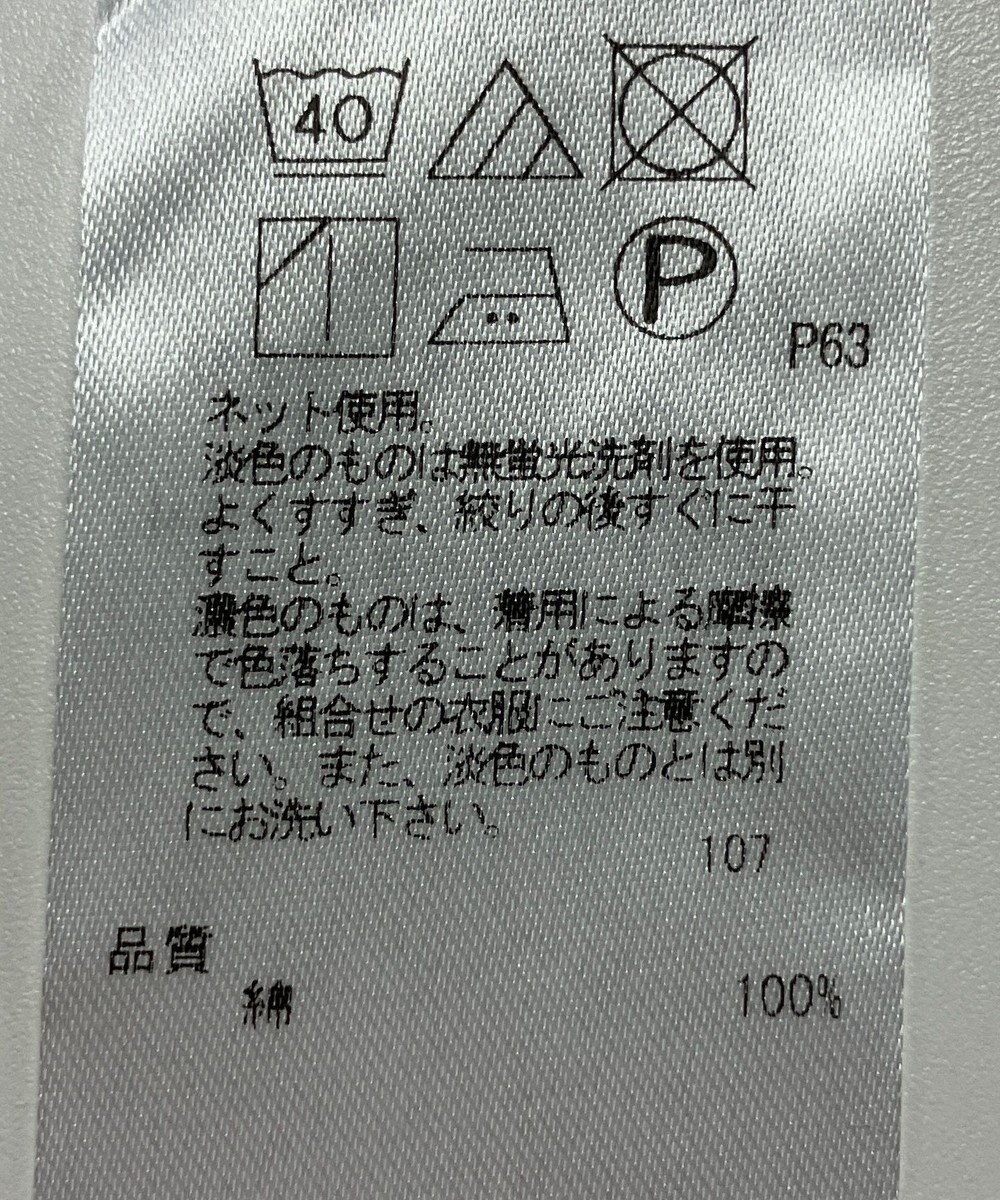 40
P
P63
ネット使用。
淡色のものは無蛍光洗剤を使用。
よくすすぎ、絞りの後すぐに干
すこと。
濃色のものは、着用による摩擦
で色落ちすることがありますの
で、組合せの衣服にご注意くだ
さい。また、淡色のものとは別
にお洗い下さい。
107
品質
綿 100%